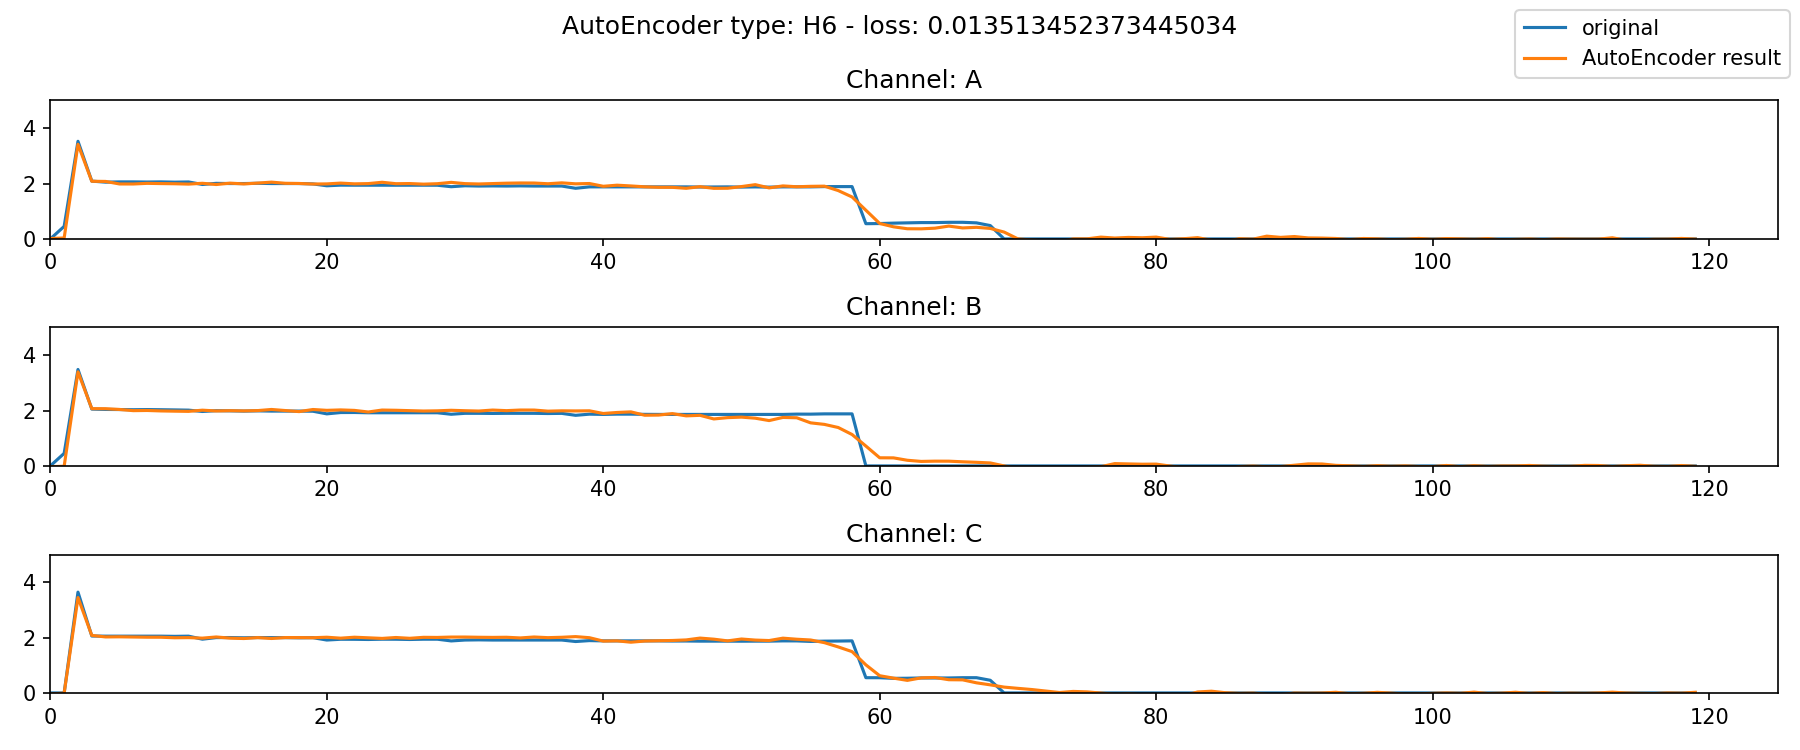 AutoEncoder type: H6 - loss: 0.013513452373445034
original
AutoEncoder result
Channel: A
4
2
0
0 20 40 60 80 100 120
Channel: B
4
2
0
0 20 40 60 80 100 120
Channel: C
4
2
0
0 20 40 60 80 100 120